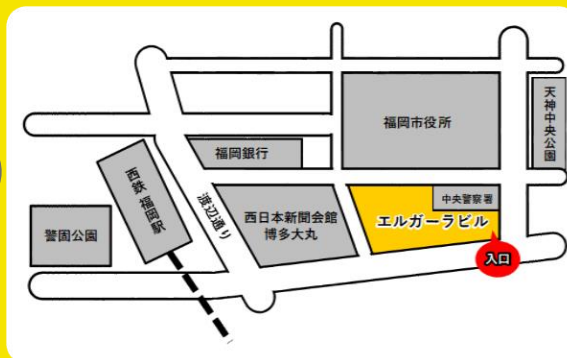 福岡市役所
天神中央公園
福岡銀行
西鉄 福岡駅
渡辺通り
西日本新聞会館
博多大丸
中央警察署
エルガーラビル
警固公園
入口